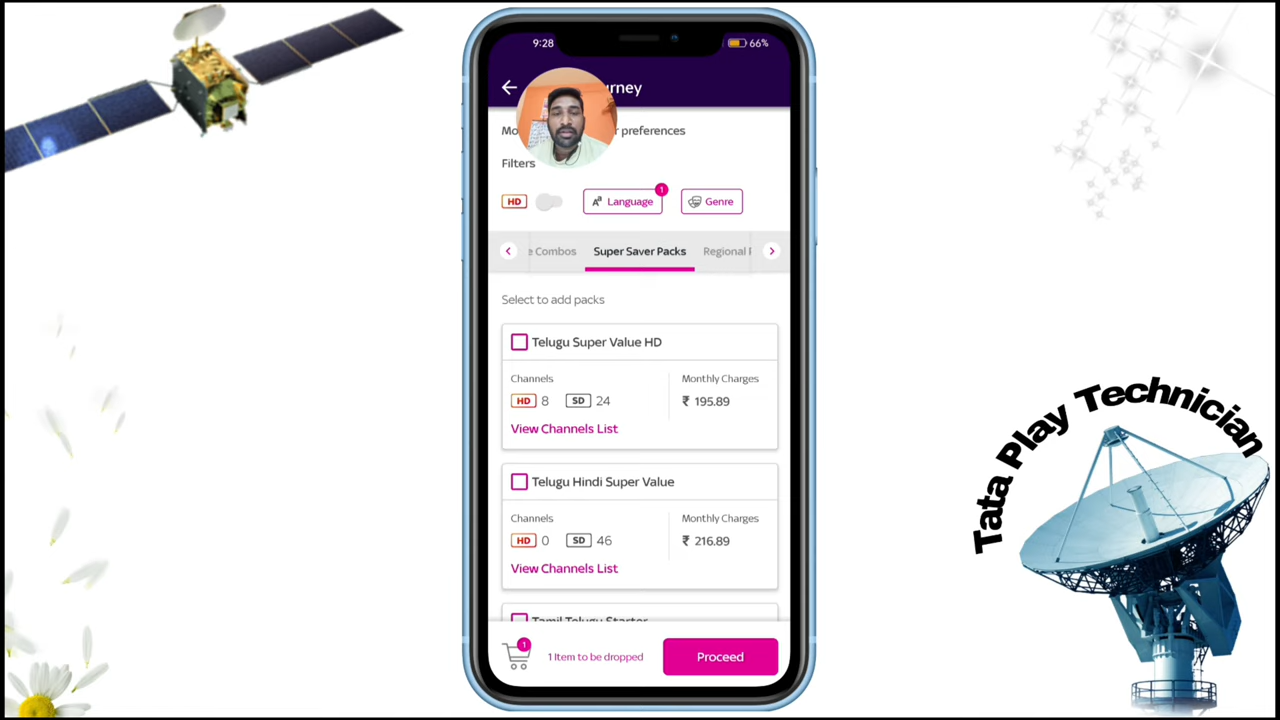 9:28
66%
urney
Mo
r preferences
Filters
HD
Language
1
Genre
e Combos
Super Saver Packs
Regional
Select to add packs
Telugu Super Value HD
Channels
Monthly Charges
HD 8 SD 24
₹ 195.89
View Channels List
Telugu Hindi Super Value
Channels
Monthly Charges
HD 0 SD 46
₹ 216.89
View Channels List
Tamil Telugu Starter
1
1 Item to be dropped
Proceed
Tata Play Technician